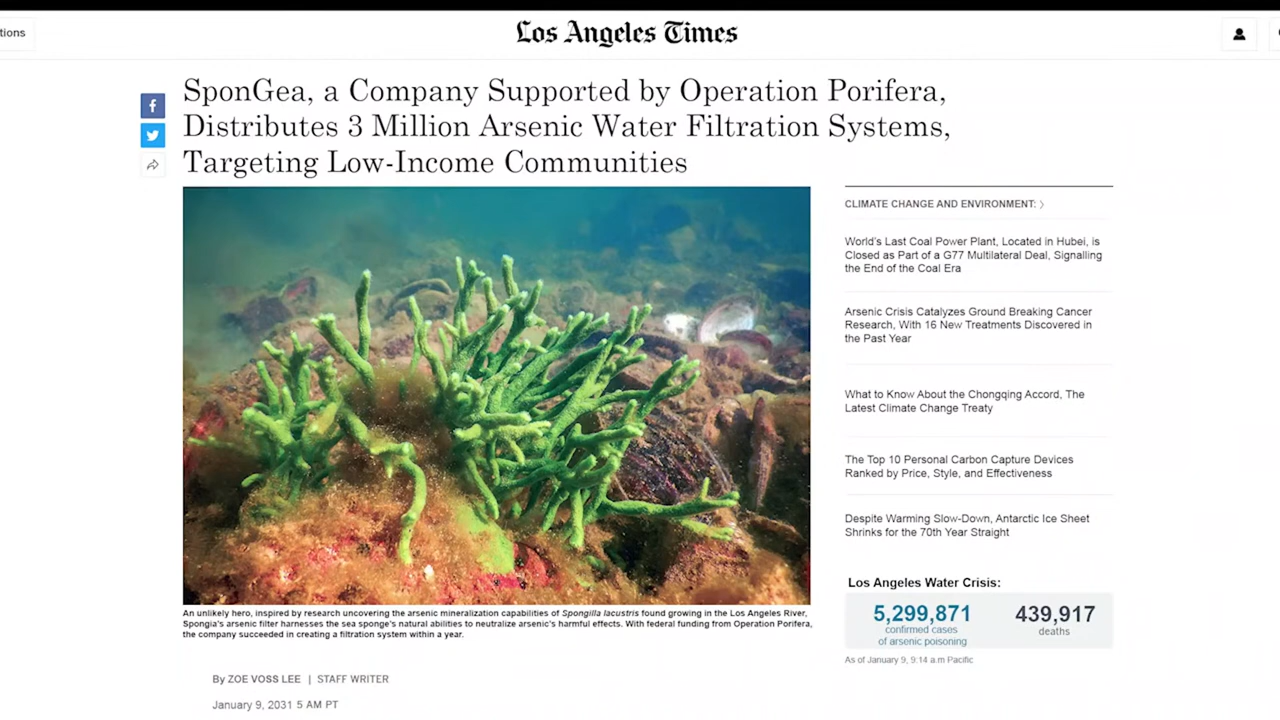 tions
Los Angeles Times
SponGea, a Company Supported by Operation Porifera,
Distributes 3 Million Arsenic Water Filtration Systems,
Targeting Low-Income Communities
CLIMATE CHANGE AND ENVIRONMENT:
World's Last Coal Power Plant, Located in Hubei, is
Closed as Part of a G77 Multilateral Deal, Signalling
the End of the Coal Era
Arsenic Crisis Catalyzes Ground Breaking Cancer
Research, With 16 New Treatments Discovered in
the Past Year
What to Know About the Chongqing Accord, The
Latest Climate Change Treaty
The Top 10 Personal Carbon Capture Devices
Ranked by Price, Style, and Effectiveness
Despite Warming Slow-Down, Antarctic Ice Sheet
Shrinks for the 70th Year Straight
Los Angeles Water Crisis:
5,299,871 439,917
confirmed cases deaths
of arsenic poisoning
As of January 9, 9:14 a.m Pacific
An unlikely hero, inspired by research uncovering the arsenic mineralization capabilities of Spongilla lacustris found growing in the Los Angeles River,
Spongia's arsenic filter harnesses the sea sponge's natural abilities to neutralize arsenic's harmful effects. With federal funding from Operation Porifera,
the company succeeded in creating a filtration system within a year.
By ZOE VOSS LEE | STAFF WRITER
January 9, 2031 5 AM PT